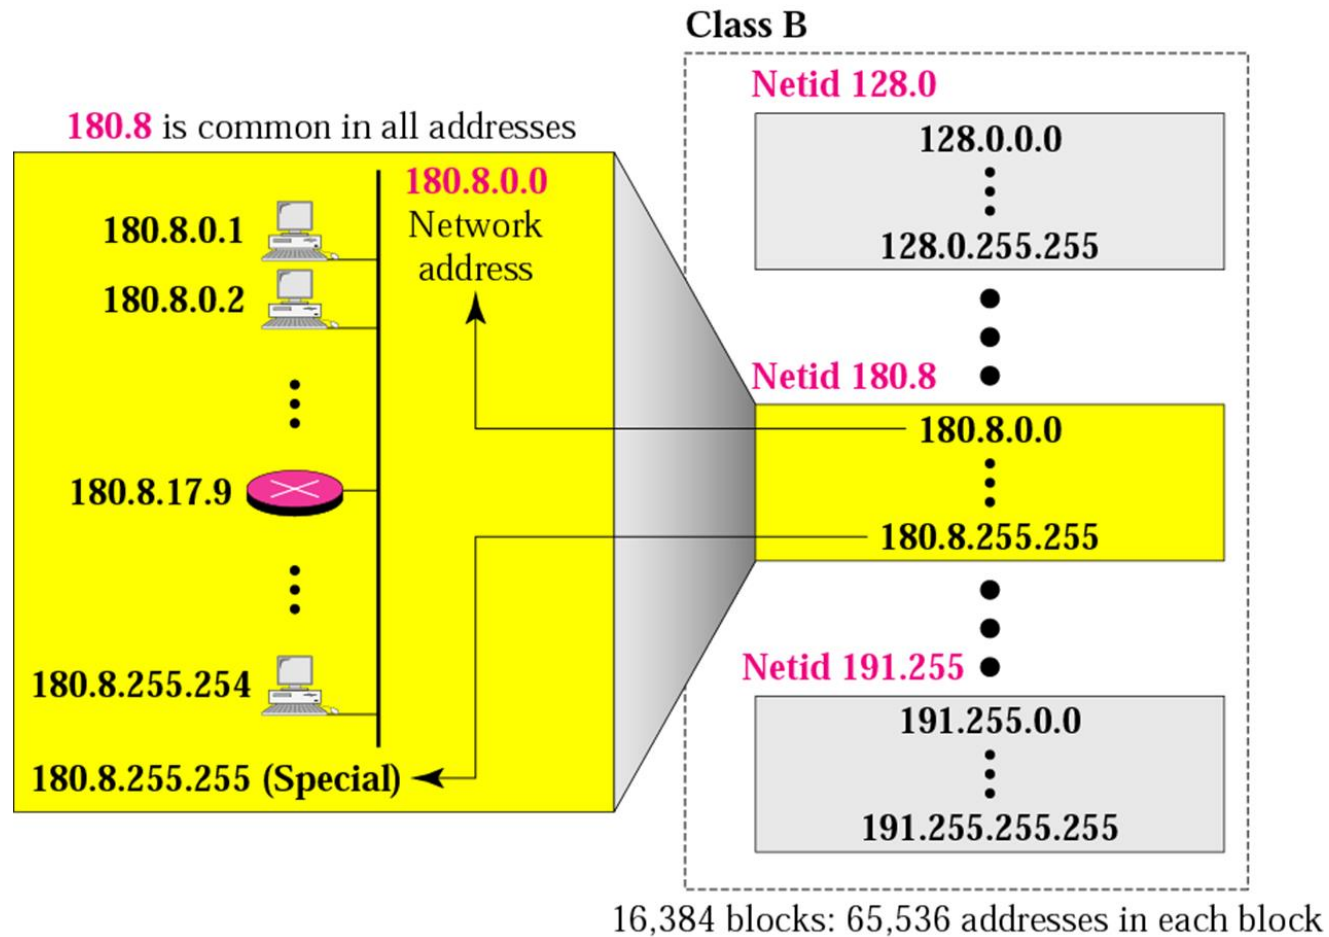 Class B
Netid 128.0
128.0.0.0
128.0.255.255
Netid 180.8
180.8.0.0
180.8.255.255
Netid 191.255
191.255.0.0
191.255.255.255
16,384 blocks: 65,536 addresses in each block
180.8 is common in all addresses
180.8.0.0
Network
address
180.8.0.1
180.8.0.2
180.8.17.9
180.8.255.254
180.8.255.255 (Special)